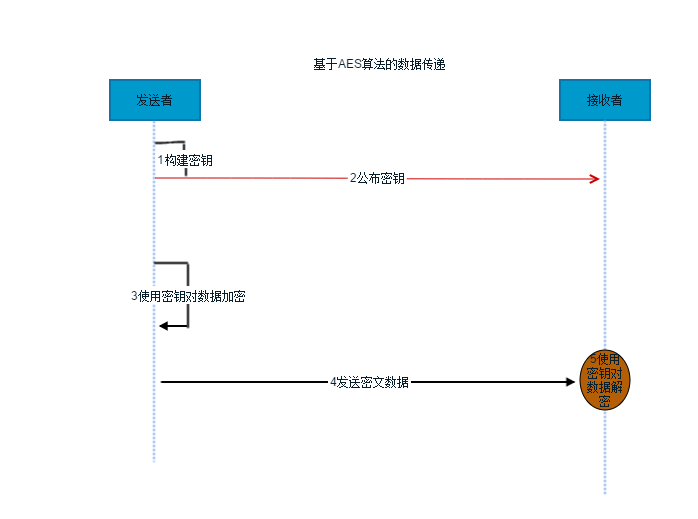 基于AES算法的数据传递
发送者
接收者
1构建密钥
2公布密钥
3使用密钥对数据加密
4发送密文数据
5使用
密钥对
数据解
密